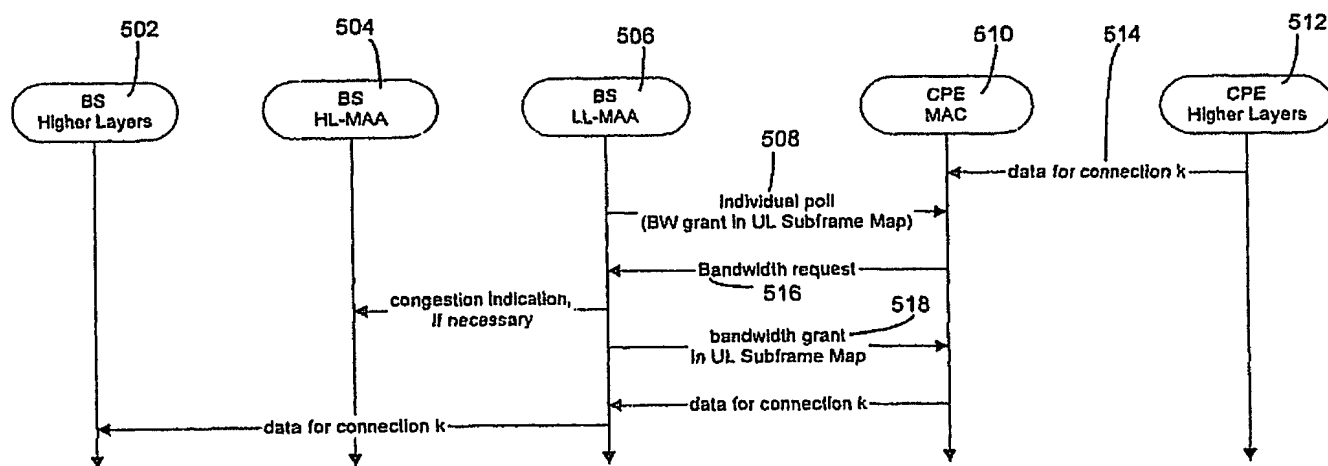 502
504
506
510
514
512
BS
Higher Layers
BS
HL-MAA
BS
LL-MAA
CPE
MAC
CPE
Higher Layers
508
data for connection k
Individual poll
(BW grant in UL Subframe Map)
Bandwidth request
516
congestion indication,
if necessary
518
bandwidth grant
in UL Subframe Map
data for connection k
data for connection k